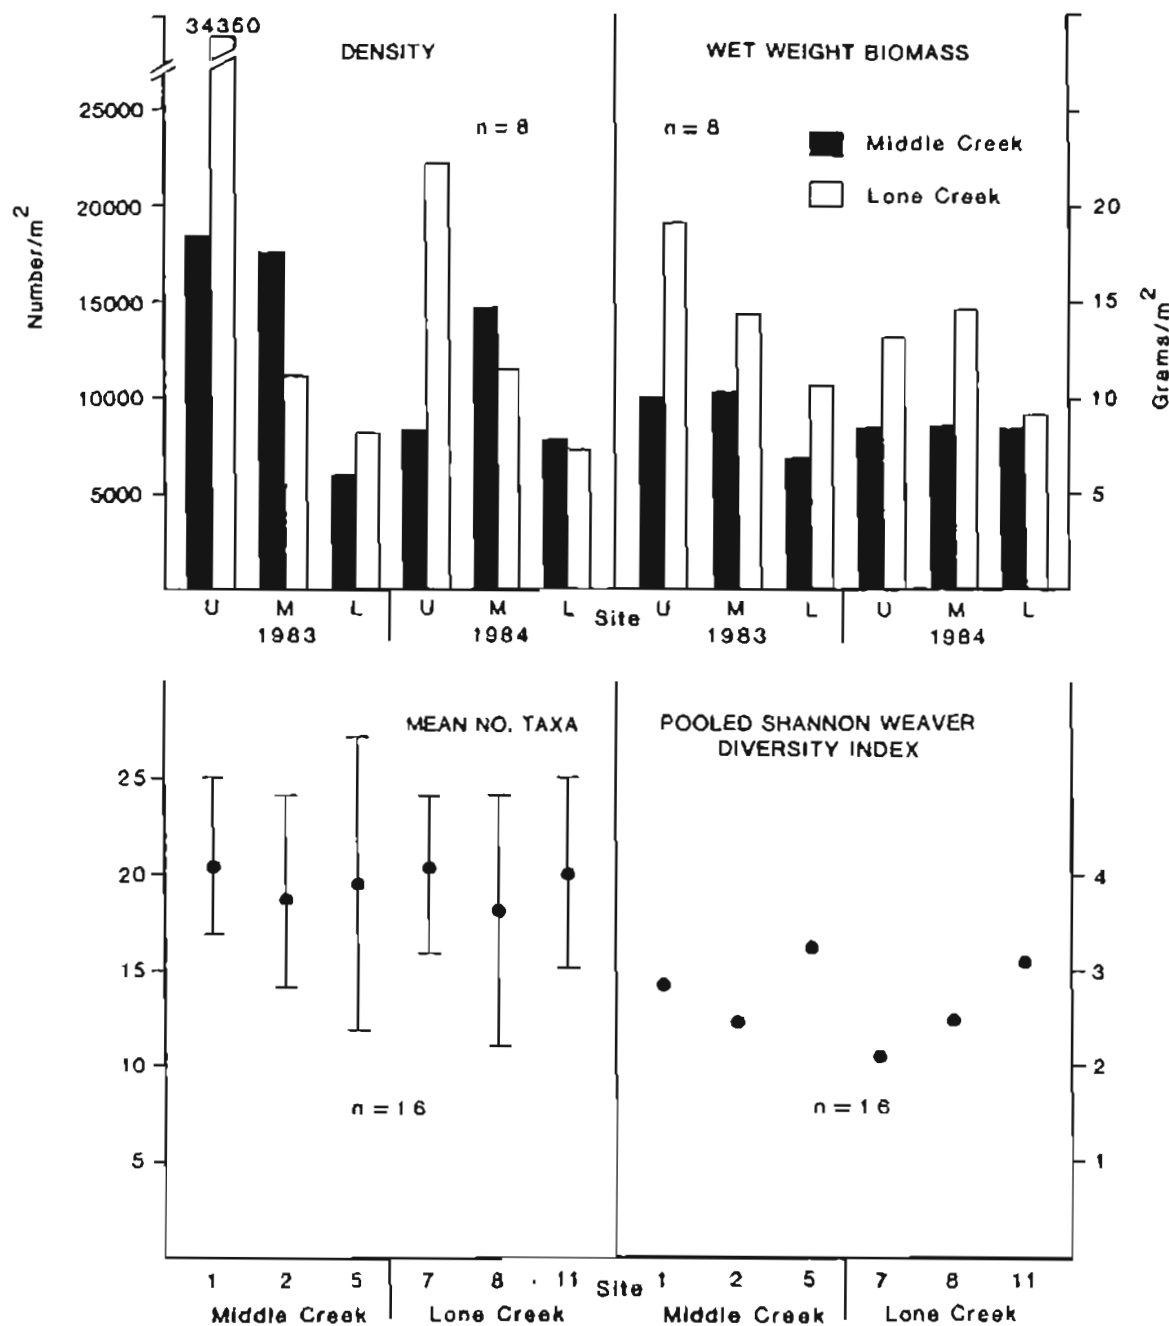 34360
DENSITY
WET WEIGHT BIOMASS
25000
n = 8
n = 8
Middle Creek
Lone Creek
20000
20
15000
15
10000
10
5000
5
Number/m²
Grams/m²
U M L U M L Site U M L U M L
1983 1984 1983 1984
MEAN NO. TAXA
POOLED SHANNON WEAVER
DIVERSITY INDEX
25
20
4
15
3
10
2
n = 16
n = 16
5
1
1 2 5 7 8 11 Site 1 2 5 7 8 11
Middle Creek Lone Creek Middle Creek Lone Creek